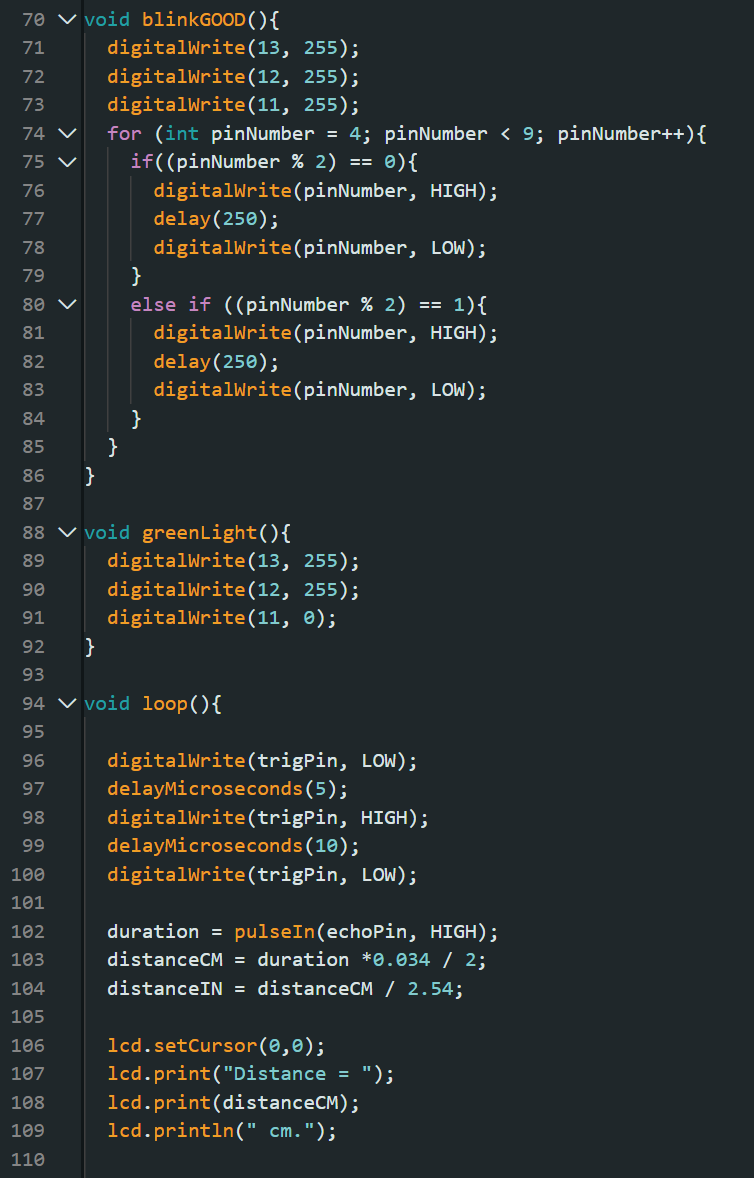 70 void blinkGOOD(){
71   digitalWrite(13, 255);
72   digitalWrite(12, 255);
73   digitalWrite(11, 255);
74   for (int pinNumber = 4; pinNumber < 9; pinNumber++){
75     if((pinNumber % 2) == 0){
76       digitalWrite(pinNumber, HIGH);
77       delay(250);
78       digitalWrite(pinNumber, LOW);
79     }
80     else if ((pinNumber % 2) == 1){
81       digitalWrite(pinNumber, HIGH);
82       delay(250);
83       digitalWrite(pinNumber, LOW);
84     }
85   }
86 }
87
88 void greenLight(){
89   digitalWrite(13, 255);
90   digitalWrite(12, 255);
91   digitalWrite(11, 0);
92 }
93
94 void loop(){
95
96   digitalWrite(trigPin, LOW);
97   delayMicroseconds(5);
98   digitalWrite(trigPin, HIGH);
99   delayMicroseconds(10);
100   digitalWrite(trigPin, LOW);
101
102   duration = pulseIn(echoPin, HIGH);
103   distanceCM = duration *0.034 / 2;
104   distanceIN = distanceCM / 2.54;
105
106   lcd.setCursor(0,0);
107   lcd.print("Distance = ");
108   lcd.print(distanceCM);
109   lcd.println(" cm.");
110